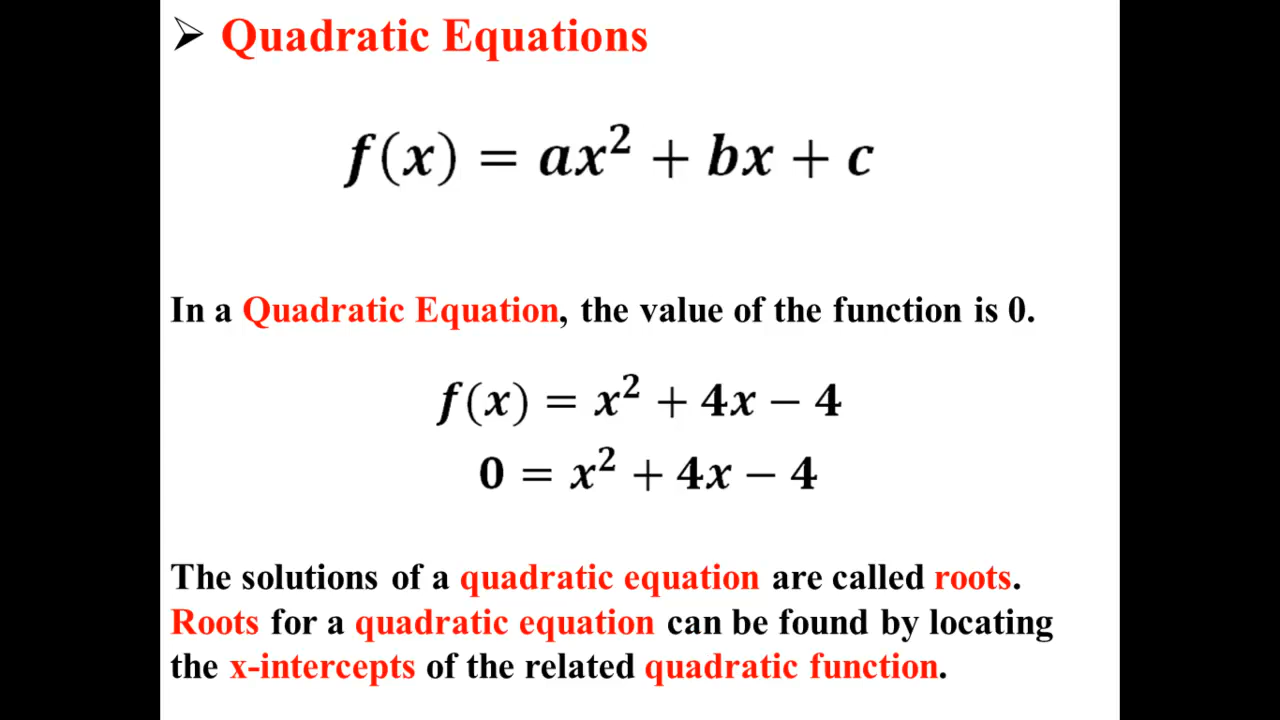 ➢ Quadratic Equations
f(x) = ax² + bx + c
In a Quadratic Equation, the value of the function is 0.
f(x) = x² + 4x − 4
0 = x² + 4x − 4
The solutions of a quadratic equation are called roots.
Roots for a quadratic equation can be found by locating
the x-intercepts of the related quadratic function.